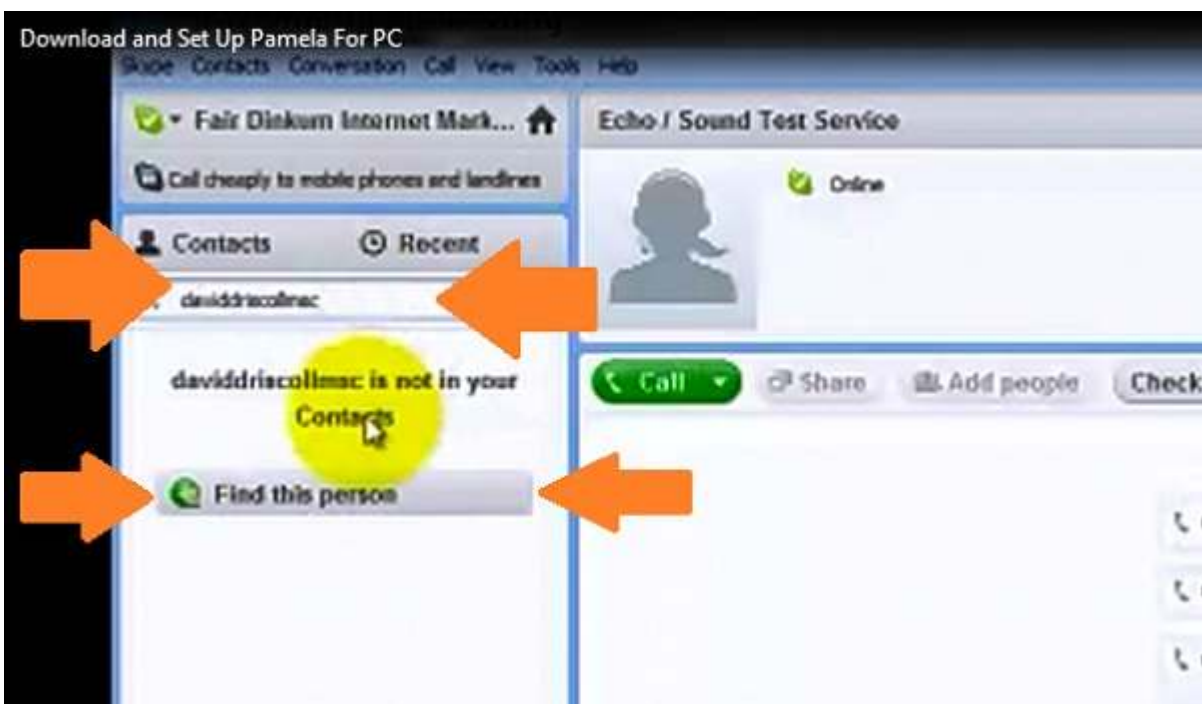 Download and Set Up Pamela For PC
Skype Contacts Conversation Call View Tools Help
Fair Dinkum Internet Mark...
Call cheaply to mobile phones and landlines
Contacts Recent
daviddriscollmsc
daviddriscollmsc is not in your
Contacts
Find this person
Echo / Sound Test Service
Online
Call Share Add people Check